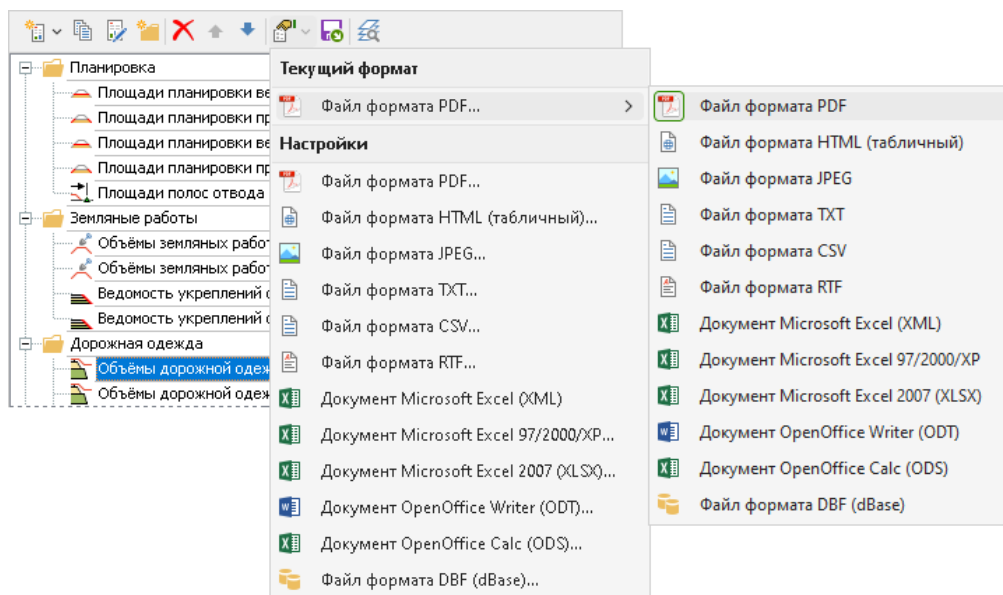 Планировка
Площади планировки ве
Площади планировки пр
Площади планировки ве
Площади планировки пр
Площади полос отвода
Земляные работы
Объёмы земляных работ
Объёмы земляных работ
Ведомость укреплений о
Ведомость укреплений о
Дорожная одежда
Объёмы дорожной одеж
Объёмы дорожной одеж
Текущий формат
Файл формата PDF...
Настройки
Файл формата PDF...
Файл формата HTML (табличный)...
Файл формата JPEG...
Файл формата TXT...
Файл формата CSV...
Файл формата RTF...
Документ Microsoft Excel (XML)
Документ Microsoft Excel 97/2000/XP...
Документ Microsoft Excel 2007 (XLSX)...
Документ OpenOffice Writer (ODT)...
Документ OpenOffice Calc (ODS)...
Файл формата DBF (dBase)...
Файл формата PDF
Файл формата HTML (табличный)
Файл формата JPEG
Файл формата TXT
Файл формата CSV
Файл формата RTF
Документ Microsoft Excel (XML)
Документ Microsoft Excel 97/2000/XP
Документ Microsoft Excel 2007 (XLSX)
Документ OpenOffice Writer (ODT)
Документ OpenOffice Calc (ODS)
Файл формата DBF (dBase)